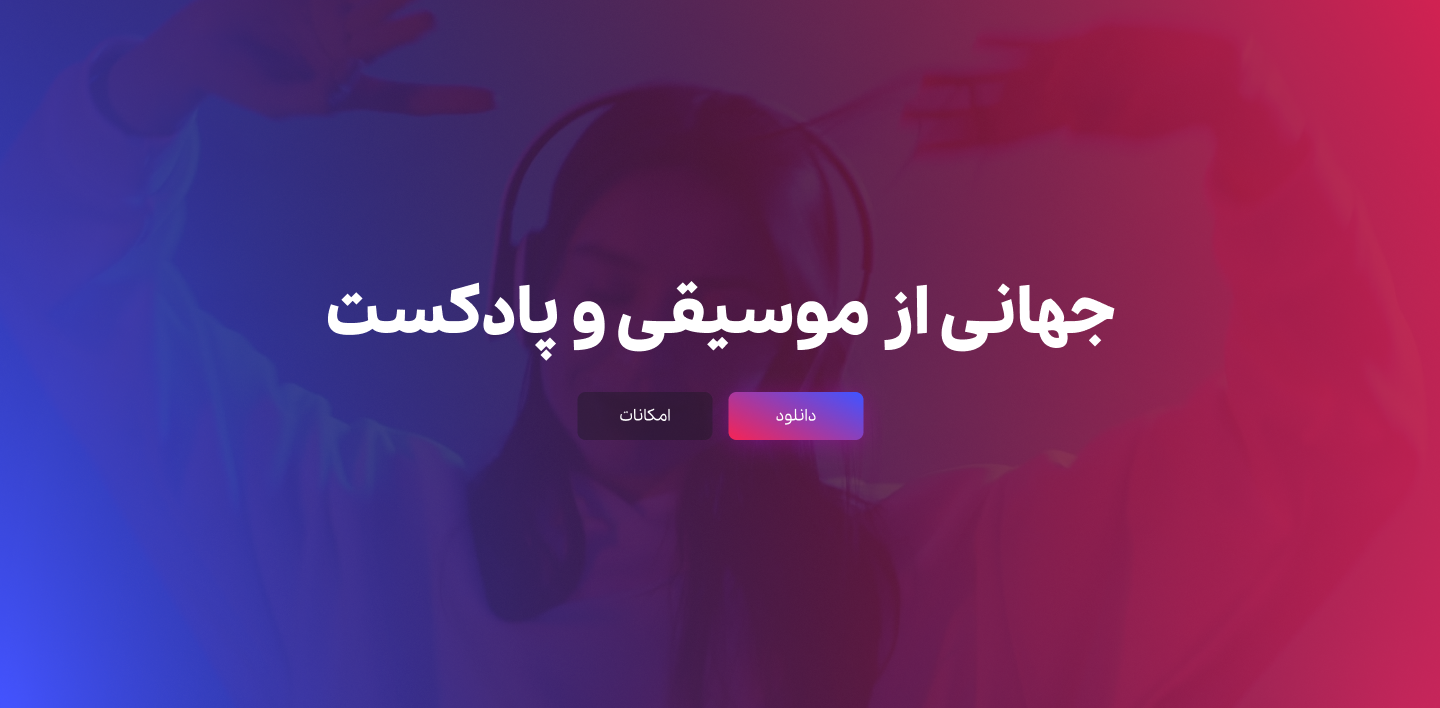 جهانی از موسیقی و پادکست
دانلود
امکانات